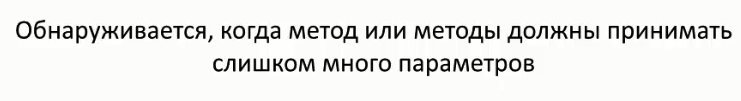 Обнаруживается, когда метод или методы должны принимать
слишком много параметров